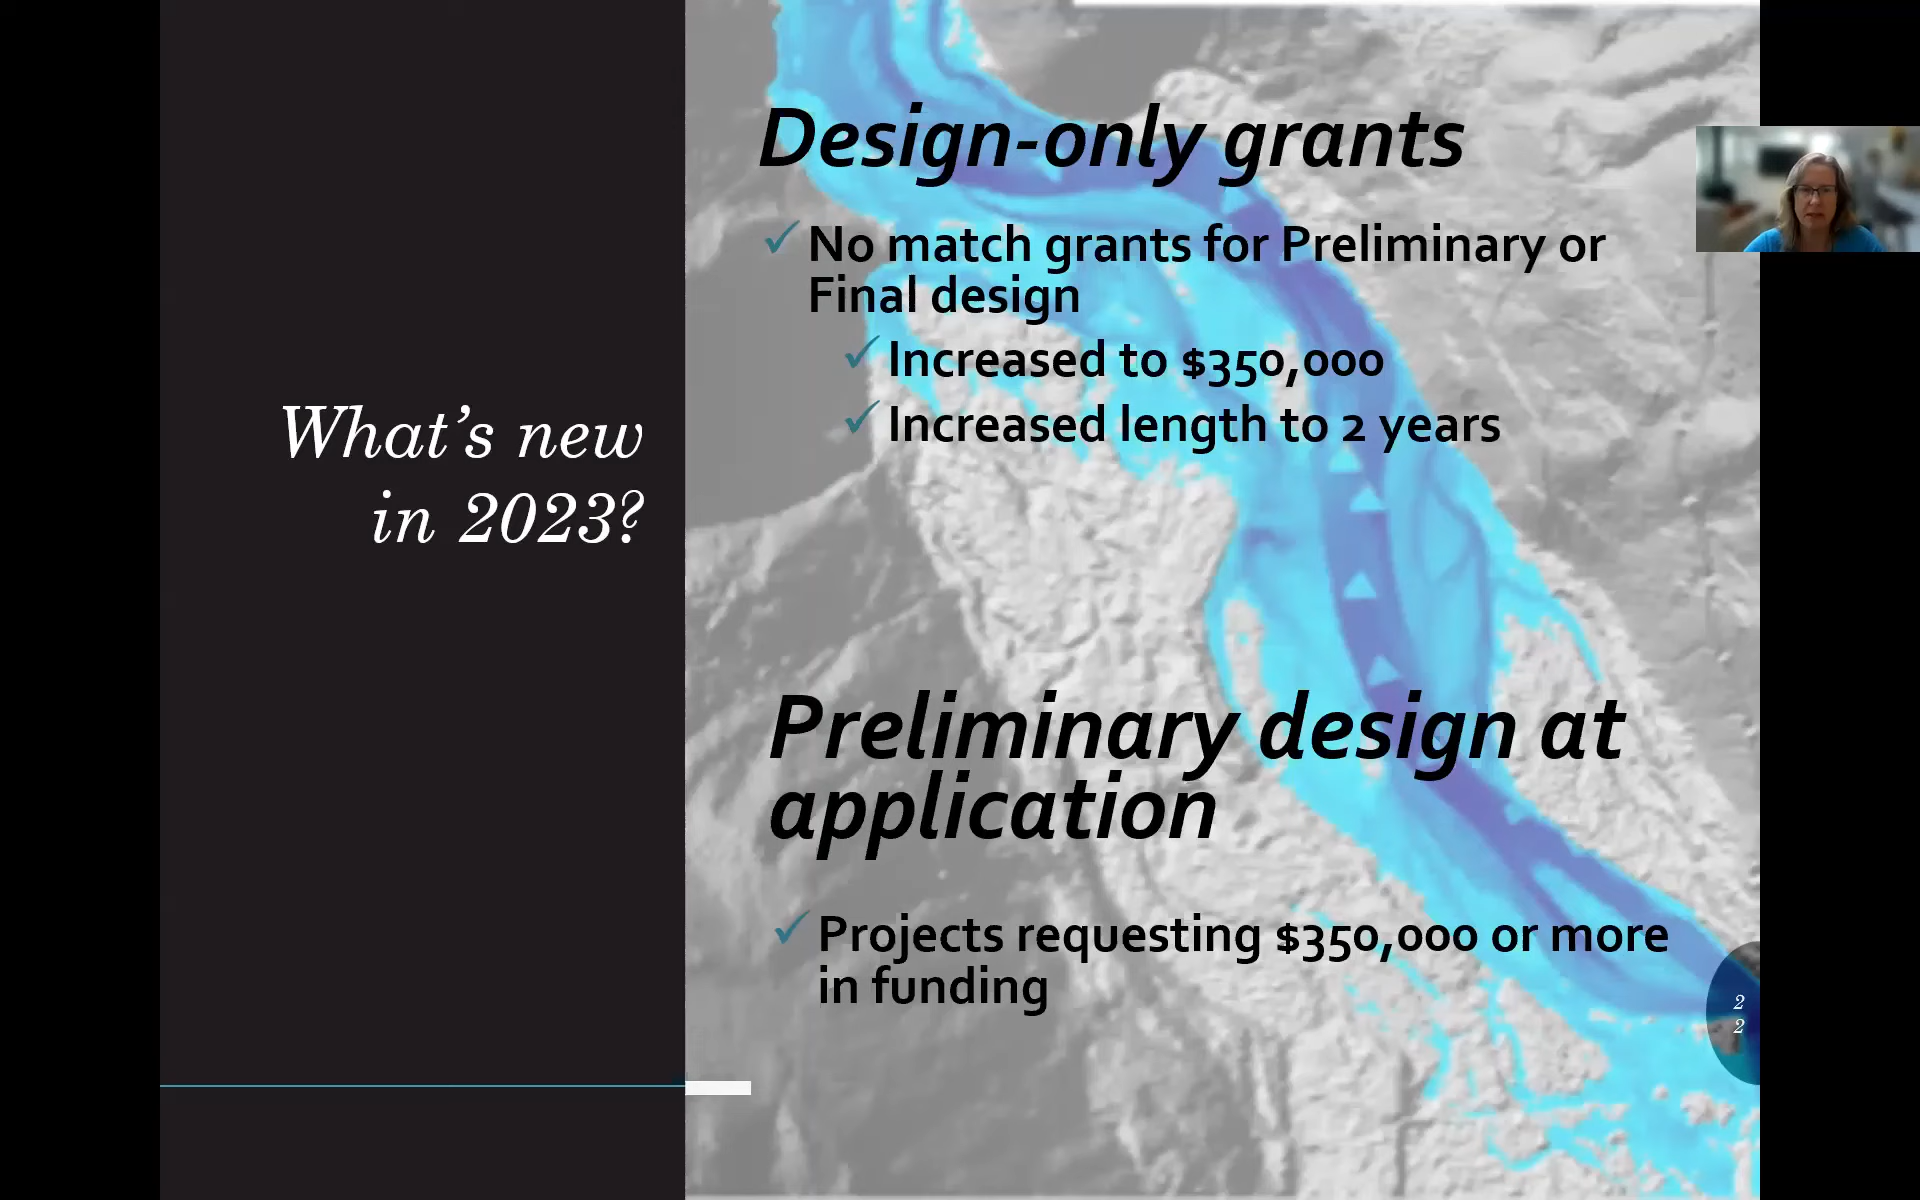 What's new
in 2023?
Design-only grants
No match grants for Preliminary or
Final design
Increased to $350,000
Increased length to 2 years
Preliminary design at
application
Projects requesting $350,000 or more
in funding
2
2